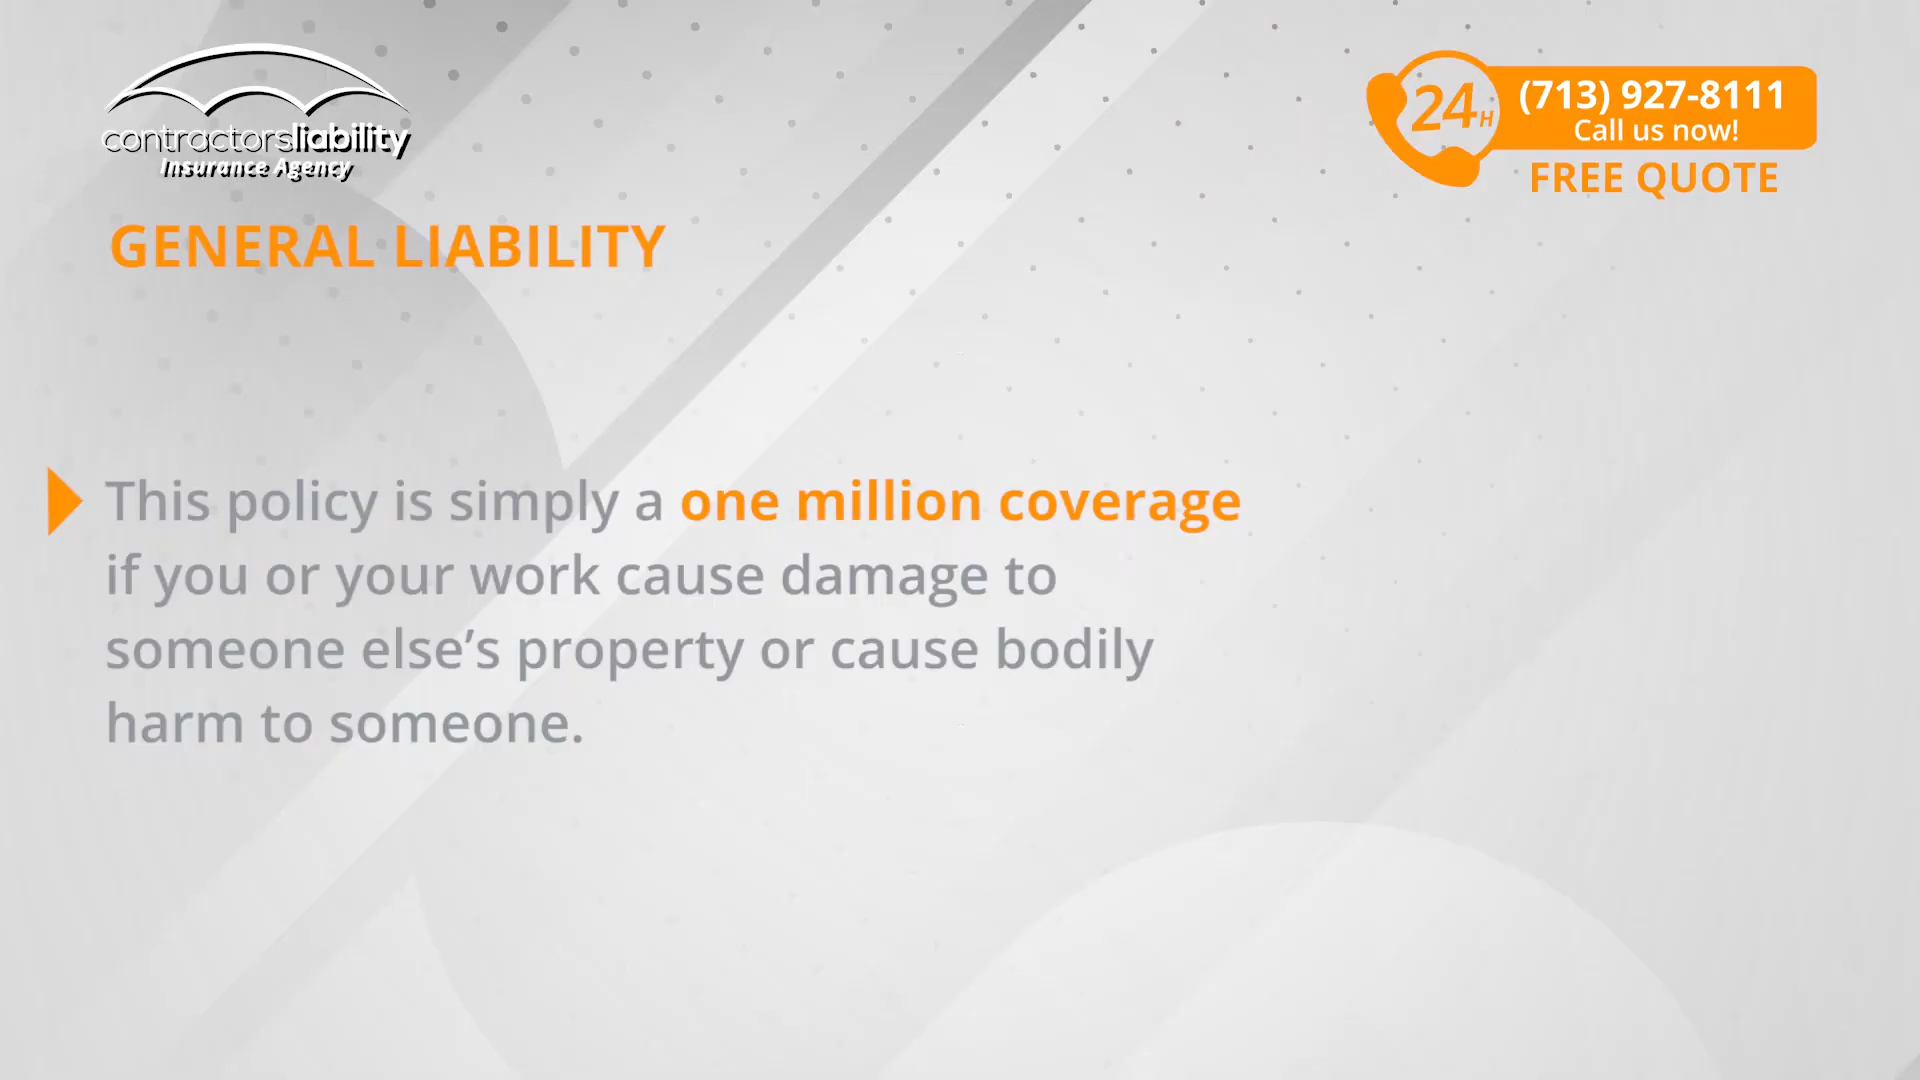 contractorsliability
Insurance Agency
24H
(713) 927-8111
Call us now!
FREE QUOTE
GENERAL LIABILITY
This policy is simply a one million coverage
if you or your work cause damage to
someone else’s property or cause bodily
harm to someone.